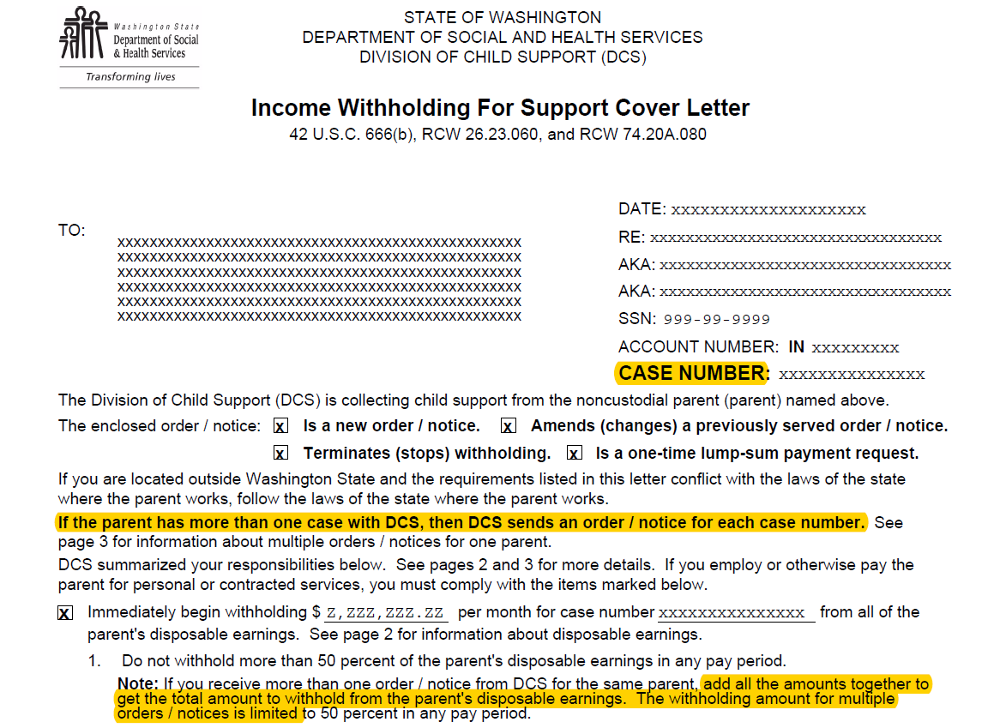 Washington State
Department of Social
& Health Services
Transforming lives
STATE OF WASHINGTON
DEPARTMENT OF SOCIAL AND HEALTH SERVICES
DIVISION OF CHILD SUPPORT (DCS)
Income Withholding For Support Cover Letter
42 U.S.C. 666(b), RCW 26.23.060, and RCW 74.20A.080
TO:
xxxxxxxxxxxxxxxxxxxxxxxxxxxxxxxxxxxxxxxxxxxxxxxxxx
xxxxxxxxxxxxxxxxxxxxxxxxxxxxxxxxxxxxxxxxxxxxxxxxxx
xxxxxxxxxxxxxxxxxxxxxxxxxxxxxxxxxxxxxxxxxxxxxxxxxx
xxxxxxxxxxxxxxxxxxxxxxxxxxxxxxxxxxxxxxxxxxxxxxxxxx
xxxxxxxxxxxxxxxxxxxxxxxxxxxxxxxxxxxxxxxxxxxxxxxxxx
xxxxxxxxxxxxxxxxxxxxxxxxxxxxxxxxxxxxxxxxxxxxxxxxxx
DATE: xxxxxxxxxxxxxxxxxxxx
RE: xxxxxxxxxxxxxxxxxxxxxxxxxxxxxx
AKA: xxxxxxxxxxxxxxxxxxxxxxxxxxxxxx
AKA: xxxxxxxxxxxxxxxxxxxxxxxxxxxxxx
SSN: 999-99-9999
ACCOUNT NUMBER: IN xxxxxxxxx
CASE NUMBER: xxxxxxxxxxxxxxx
The Division of Child Support (DCS) is collecting child support from the noncustodial parent (parent) named above.
The enclosed order / notice: x Is a new order / notice. x Amends (changes) a previously served order / notice.
x Terminates (stops) withholding. x Is a one-time lump-sum payment request.
If you are located outside Washington State and the requirements listed in this letter conflict with the laws of the state
where the parent works, follow the laws of the state where the parent works.
If the parent has more than one case with DCS, then DCS sends an order / notice for each case number. See
page 3 for information about multiple orders / notices for one parent.
DCS summarized your responsibilities below. See pages 2 and 3 for more details. If you employ or otherwise pay the
parent for personal or contracted services, you must comply with the items marked below.
x Immediately begin withholding $ Z,ZZZ,ZZZ.ZZ per month for case number xxxxxxxxxxxxxxx from all of the
parent's disposable earnings. See page 2 for information about disposable earnings.
1. Do not withhold more than 50 percent of the parent's disposable earnings in any pay period.
Note: If you receive more than one order / notice from DCS for the same parent, add all the amounts together to
get the total amount to withhold from the parent's disposable earnings. The withholding amount for multiple
orders / notices is limited to 50 percent in any pay period.